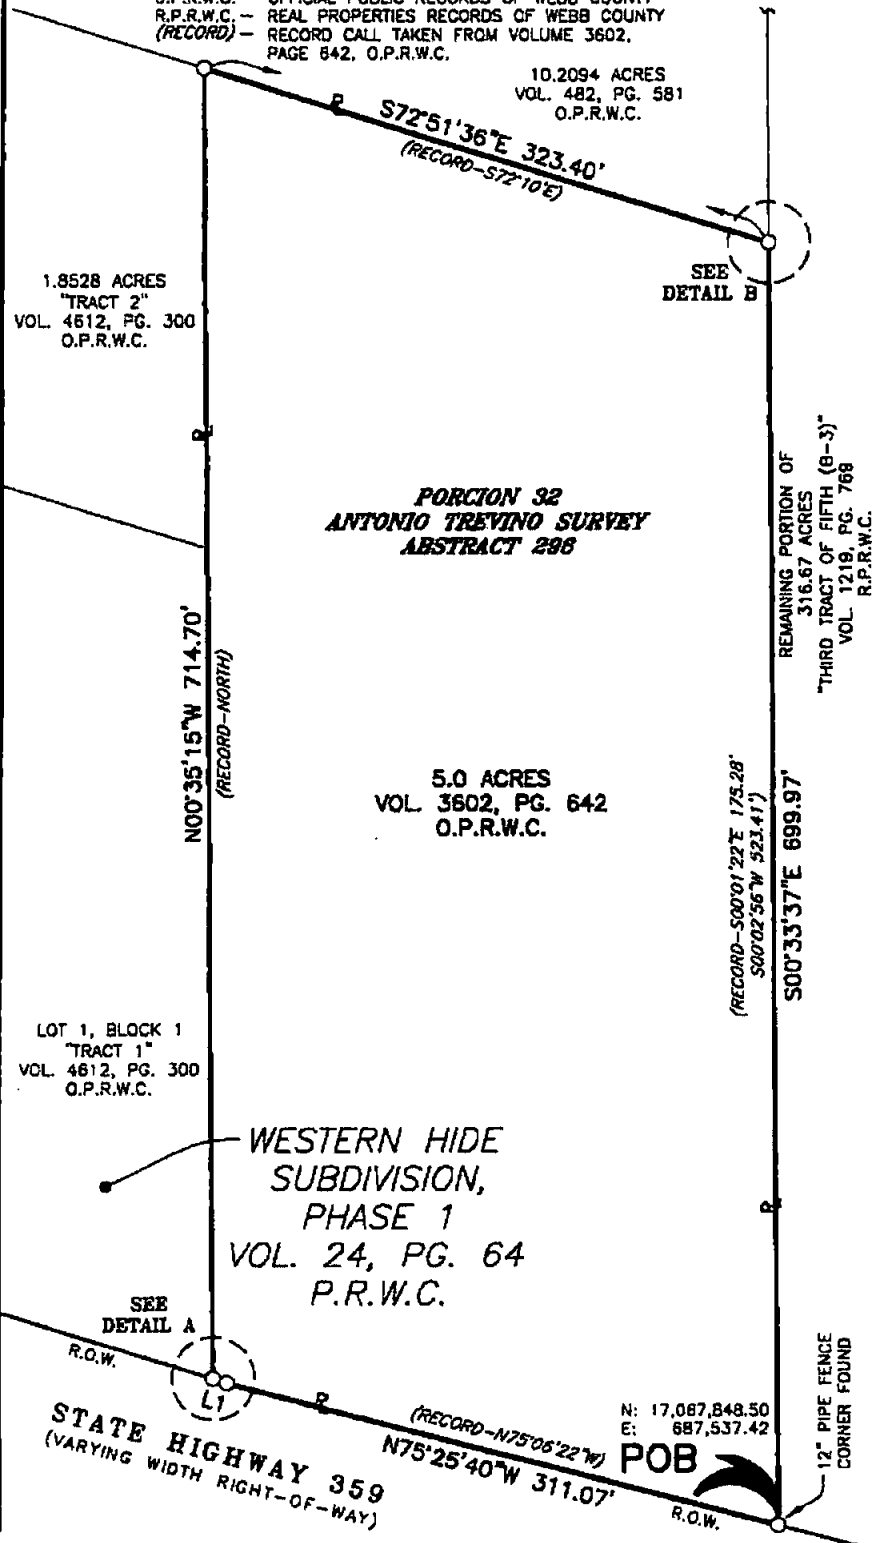 R.P.R.W.C. – REAL PROPERTIES RECORDS OF WEBB COUNTY
(RECORD) – RECORD CALL TAKEN FROM VOLUME 3602,
PAGE 642, O.P.R.W.C.
10.2094 ACRES
VOL. 482, PG. 581
O.P.R.W.C.
S72°51'36"E 323.40'
(RECORD-S72°10'E)
SEE
DETAIL B
1.8528 ACRES
"TRACT 2"
VOL. 4612, PG. 300
O.P.R.W.C.
PORCION 32
ANTONIO TREVINO SURVEY
ABSTRACT 296
REMAINING PORTION OF
316.67 ACRES
"THIRD TRACT OF FIFTH (B-3)"
VOL. 1219, PG. 769
R.P.R.W.C.
N00°35'15"W 714.70'
(RECORD-NORTH)
5.0 ACRES
VOL. 3602, PG. 642
O.P.R.W.C.
(RECORD-S00°01'22"E 175.28'
S00°02'56"W 523.41')
S00°33'37"E 699.97'
LOT 1, BLOCK 1
"TRACT 1"
VOL. 4612, PG. 300
O.P.R.W.C.
WESTERN HIDE
SUBDIVISION,
PHASE 1
VOL. 24, PG. 64
P.R.W.C.
SEE
DETAIL A
R.O.W.
L1
STATE HIGHWAY 359
(VARYING WIDTH RIGHT-OF-WAY)
(RECORD-N75°06'22"W)
N75°25'40"W 311.07'
N: 17,067,848.50
E: 687,537.42
POB
R.O.W.
12" PIPE FENCE
CORNER FOUND